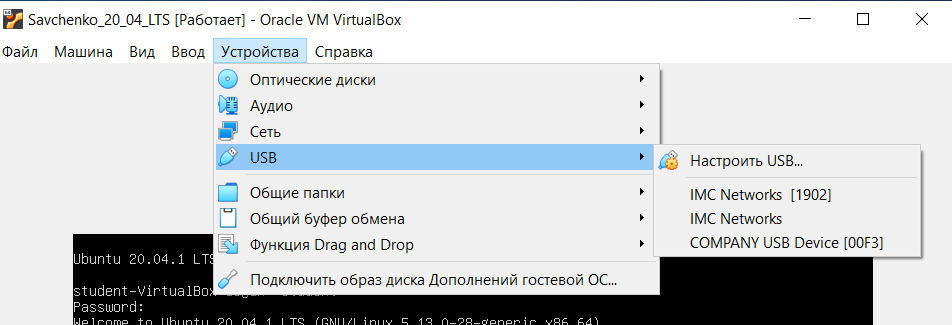 Savchenko_20_04_LTS [Работает] - Oracle VM VirtualBox
Файл Машина Вид Ввод Устройства Справка
Оптические диски
Аудио
Сеть
USB
Общие папки
Общий буфер обмена
Функция Drag and Drop
Подключить образ диска Дополнений гостевой ОС...
Настроить USB...
IMC Networks [1902]
IMC Networks
COMPANY USB Device [00F3]
Ubuntu 20.04.1 LTS
student-VirtualBox
Password:
Welcome to Ubuntu 20.04.1 LTS (GNU/Linux 5.13.0-28-generic x86_64)